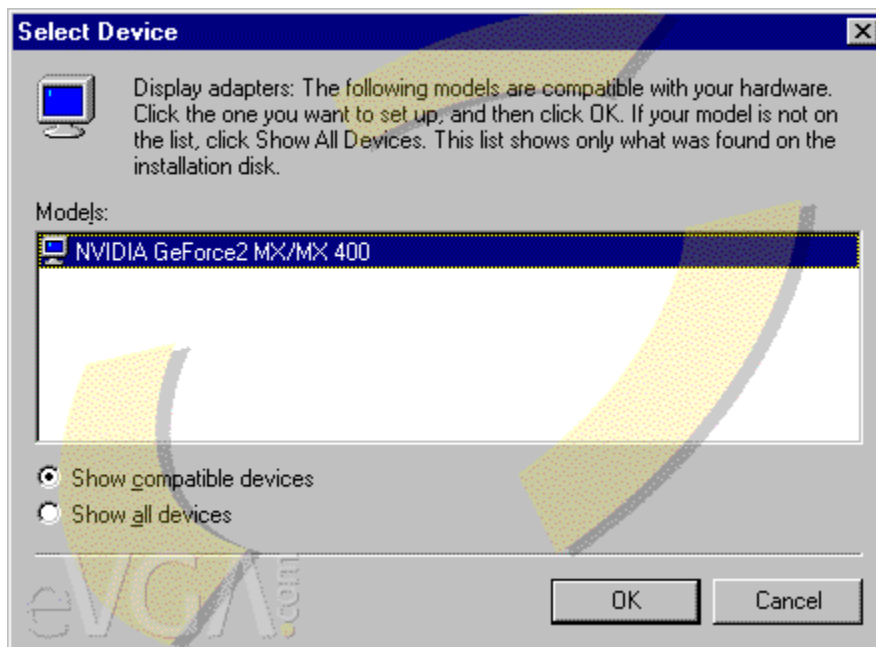 Select Device
Display adapters: The following models are compatible with your hardware.
Click the one you want to set up, and then click OK. If your model is not on
the list, click Show All Devices. This list shows only what was found on the
installation disk.
Models:
NVIDIA GeForce2 MX/MX 400
Show compatible devices
Show all devices
eVGA.com
OK Cancel